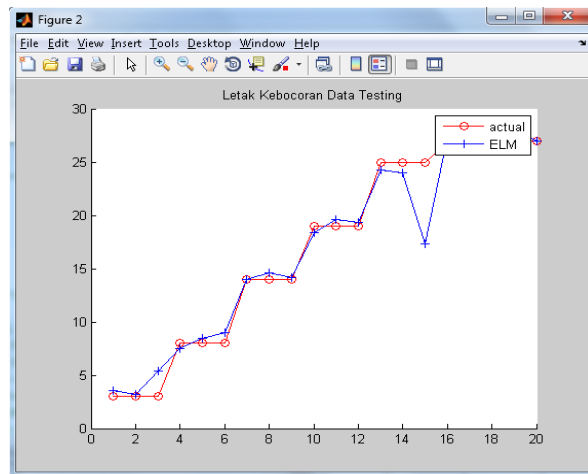 Figure 2
File Edit View Insert Tools Desktop Window Help
Letak Kebocoran Data Testing
30
25
20
15
10
5
0
0 2 4 6 8 10 12 14 16 18 20
actual
ELM